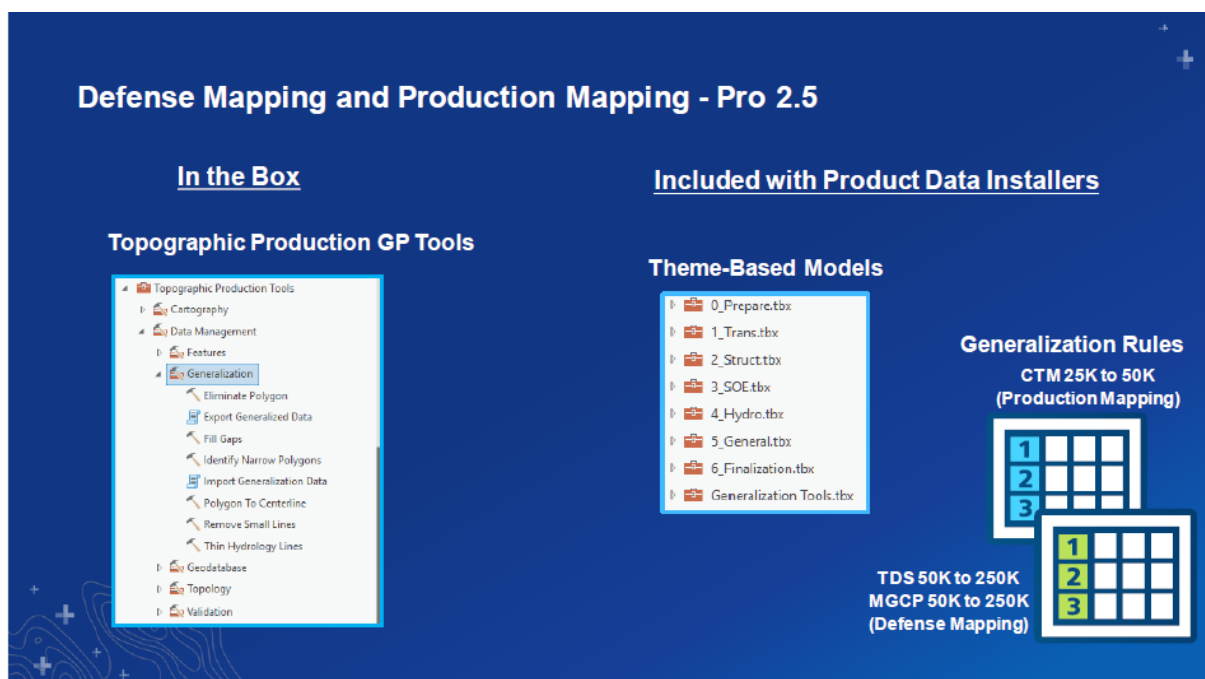 Defense Mapping and Production Mapping - Pro 2.5
In the Box
Topographic Production GP Tools
Topographic Production Tools
Cartography
Data Management
Features
Generalization
Eliminate Polygon
Export Generalized Data
Fill Gaps
Identify Narrow Polygons
Import Generalization Data
Polygon To Centerline
Remove Small Lines
Thin Hydrology Lines
Geodatabase
Topology
Validation
Included with Product Data Installers
Theme-Based Models
0_Prepare.tbx
1_Trans.tbx
2_Struct.tbx
3_SOE.tbx
4_Hydro.tbx
5_General.tbx
6_Finalization.tbx
Generalization Tools.tbx
Generalization Rules
CTM 25K to 50K
(Production Mapping)
1
2
3
TDS 50K to 250K
MGCP 50K to 250K
(Defense Mapping)
1
2
3